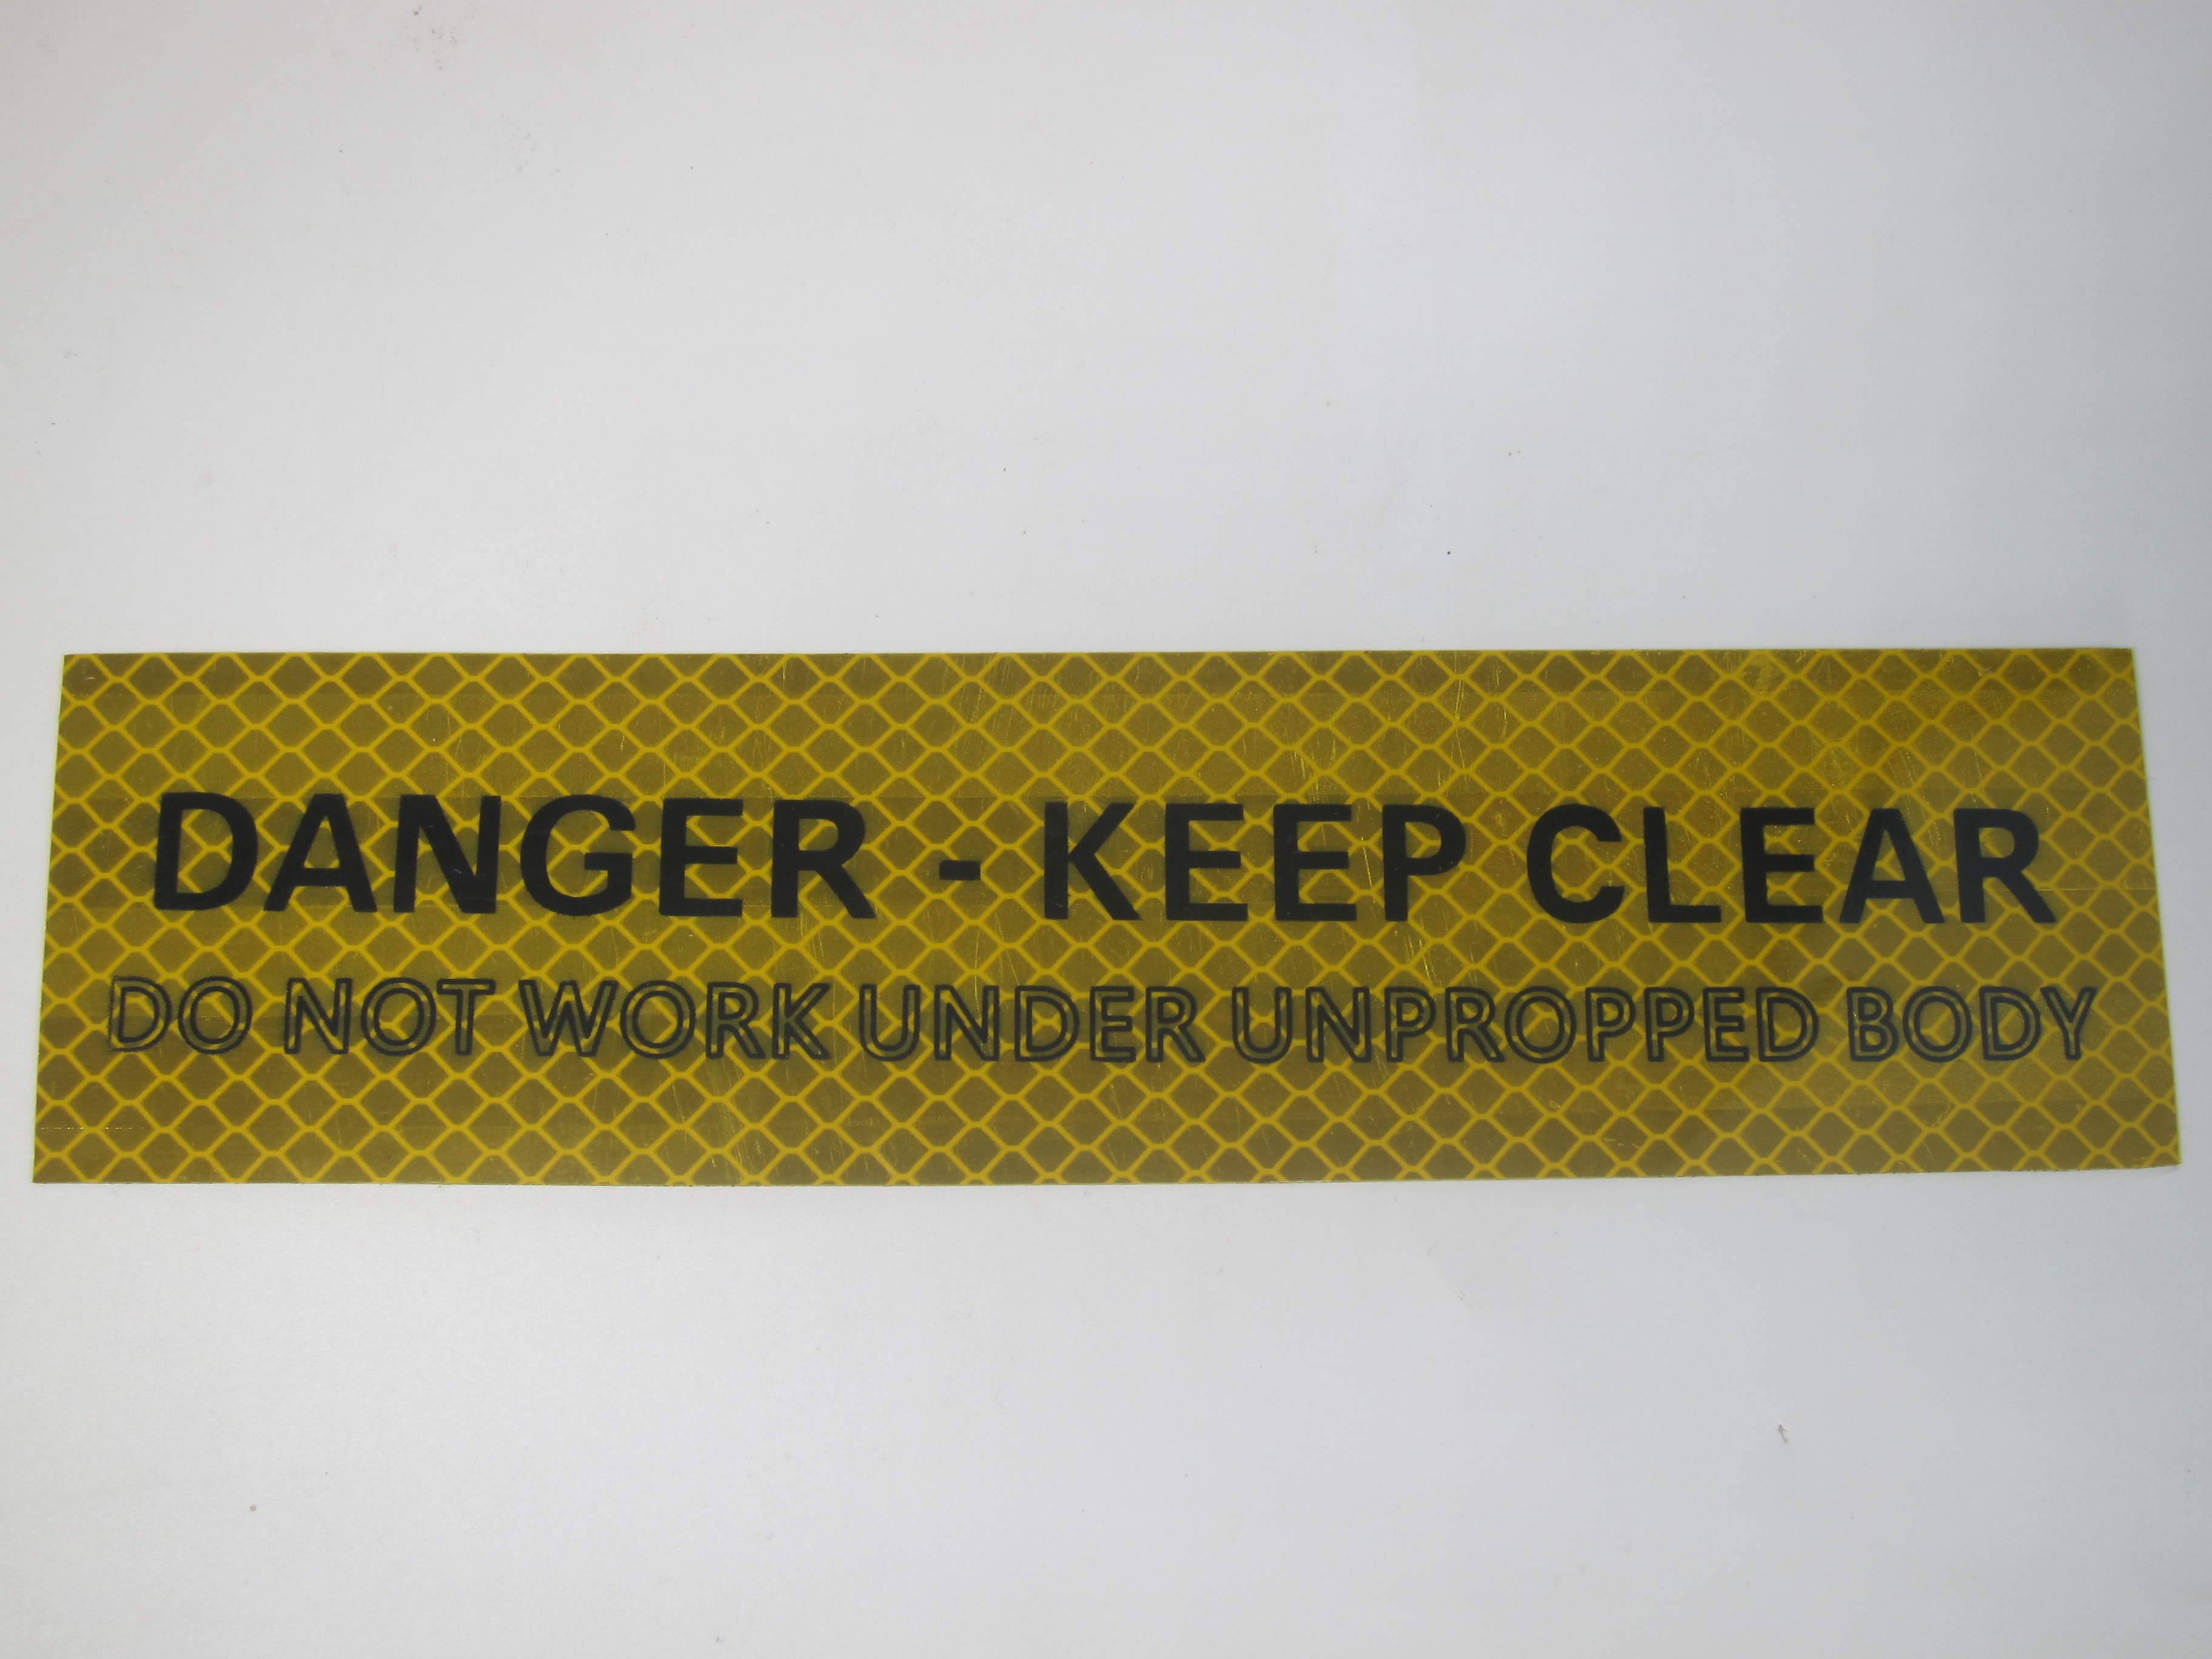 DANGER - KEEP CLEAR
DO NOT WORK UNDER UNPROPPED BODY